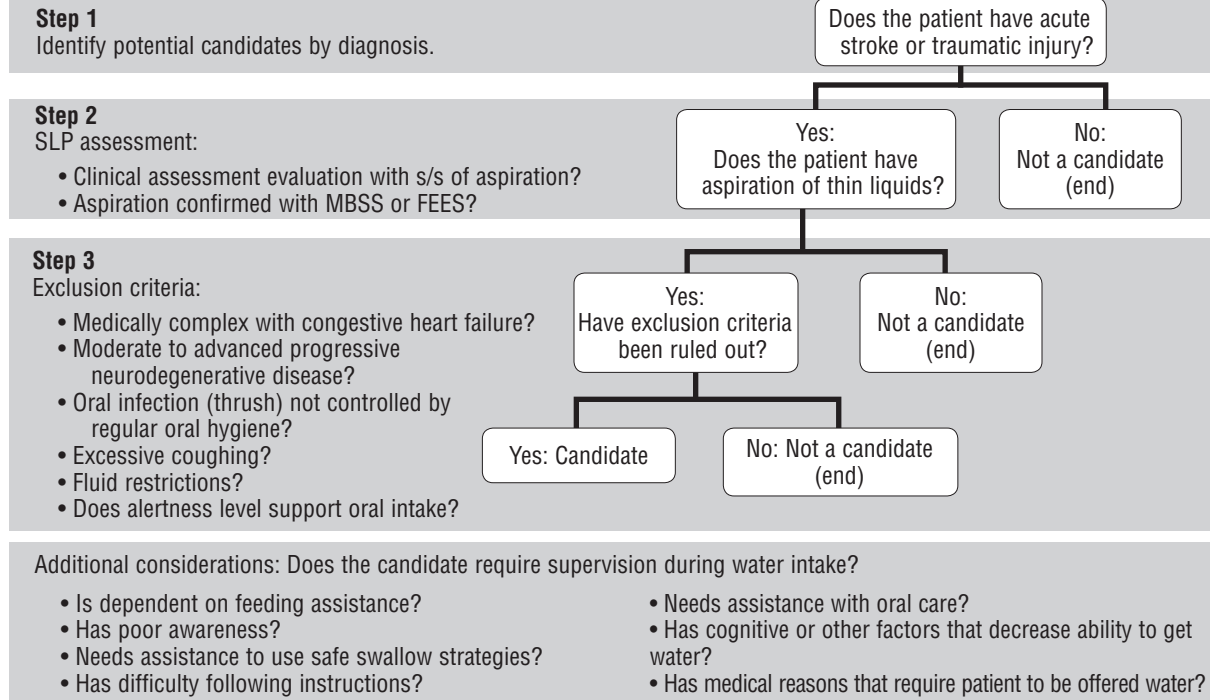 Step 1
Identify potential candidates by diagnosis.
Does the patient have acute
stroke or traumatic injury?
Step 2
SLP assessment:
• Clinical assessment evaluation with s/s of aspiration?
• Aspiration confirmed with MBSS or FEES?
Yes:
Does the patient have
aspiration of thin liquids?
No:
Not a candidate
(end)
Step 3
Exclusion criteria:
• Medically complex with congestive heart failure?
• Moderate to advanced progressive
neurodegenerative disease?
• Oral infection (thrush) not controlled by
regular oral hygiene?
• Excessive coughing?
• Fluid restrictions?
• Does alertness level support oral intake?
Yes:
Have exclusion criteria
been ruled out?
No:
Not a candidate
(end)
Yes: Candidate
No: Not a candidate
(end)
Additional considerations: Does the candidate require supervision during water intake?
• Is dependent on feeding assistance?
• Has poor awareness?
• Needs assistance to use safe swallow strategies?
• Has difficulty following instructions?
• Needs assistance with oral care?
• Has cognitive or other factors that decrease ability to get
water?
• Has medical reasons that require patient to be offered water?